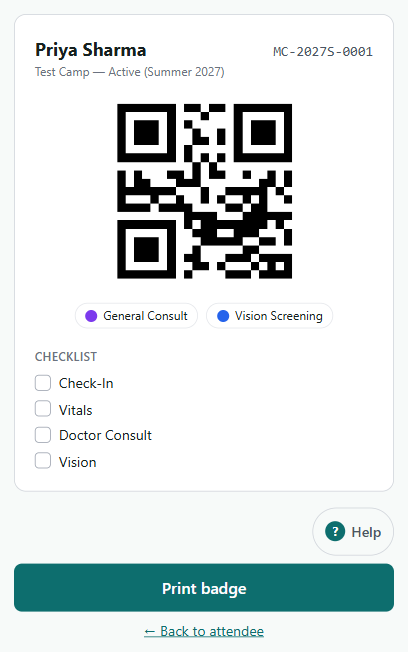 Priya Sharma
MC-2027S-0001
Test Camp — Active (Summer 2027)
General Consult
Vision Screening
CHECKLIST
Check-In
Vitals
Doctor Consult
Vision
? Help
Print badge
← Back to attendee